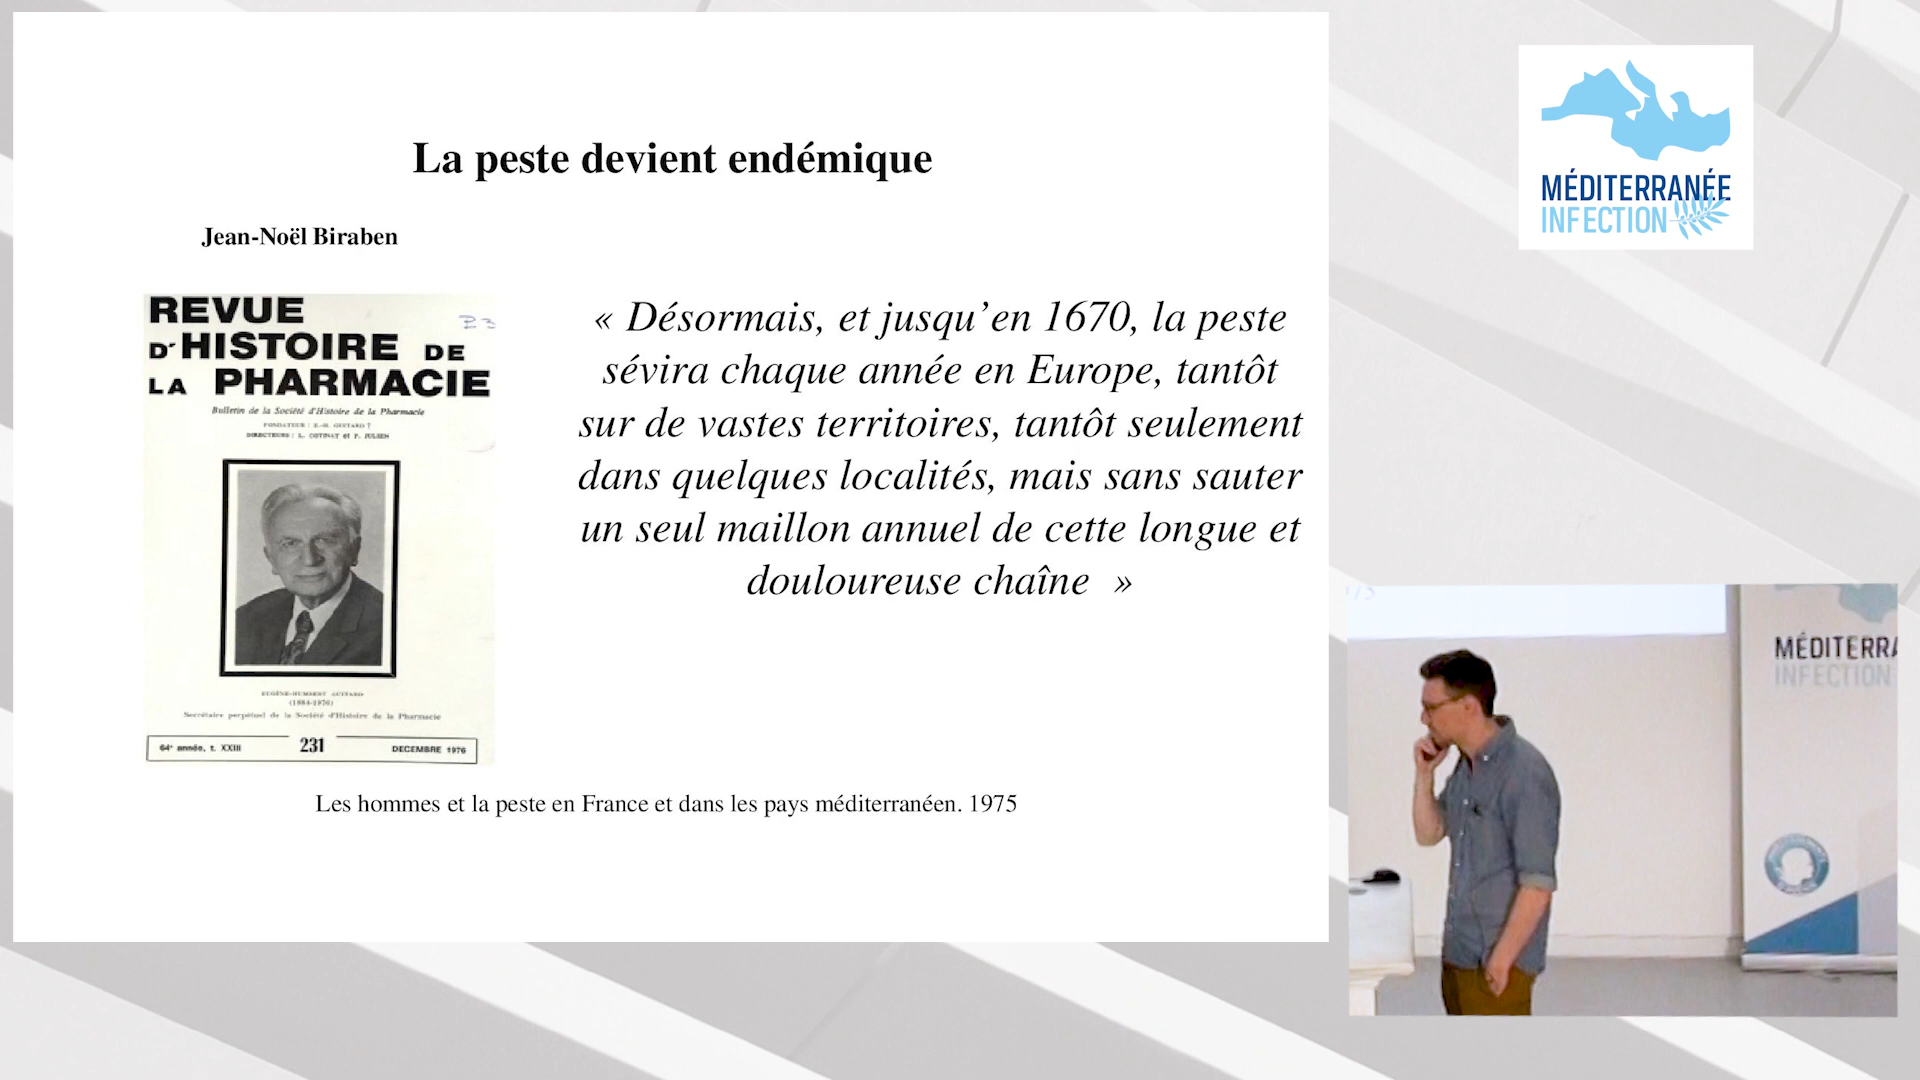 La peste devient endémique
Jean-Noël Biraben
REVUE
D'HISTOIRE DE
LA PHARMACIE
Bulletin de la Société d'Histoire de la Pharmacie
FONDATEUR : E.-H. GUITARD †
DIRECTEURS : L. COTINAT et P. JULIEN
EUGÈNE-HUMBERT GUITARD
(1884-1976)
Secrétaire perpétuel de la Société d'Histoire de la Pharmacie
64e année, t. XXIII
231
DECEMBRE 1976
« Désormais, et jusqu’en 1670, la peste
sévira chaque année en Europe, tantôt
sur de vastes territoires, tantôt seulement
dans quelques localités, mais sans sauter
un seul maillon annuel de cette longue et
douloureuse chaîne »
Les hommes et la peste en France et dans les pays méditerranéen. 1975
MÉDITERRANÉE
INFECTION
MÉDITERRA
INFECTION